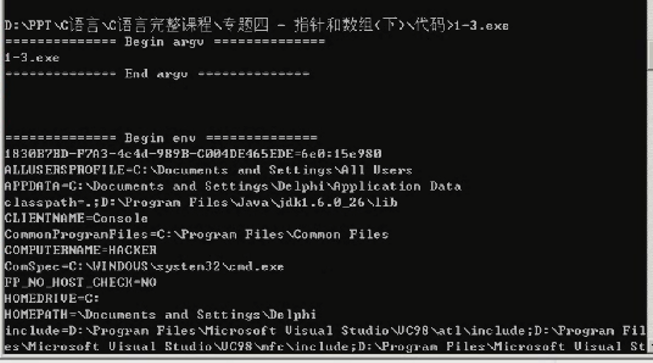 D:\PPT\C语言\C语言完整课程\专题四 - 指针和数组(下)\代码>1-3.exe
============== Begin argv ==============
1-3.exe
============== End argv ==============
============== Begin env ==============
1830B7BD-F7A3-4c4d-989B-C004DE465EDE=6e0:15e980
ALLUSERSPROFILE=C:\Documents and Settings\All Users
APPDATA=C:\Documents and Settings\Delphi\Application Data
classpath=.;D:\Program Files\Java\jdk1.6.0_26\lib
CLIENTNAME=Console
CommonProgramFiles=C:\Program Files\Common Files
COMPUTERNAME=HACKER
ComSpec=C:\WINDOWS\system32\cmd.exe
FP_NO_HOST_CHECK=NO
HOMEDRIVE=C:
HOMEPATH=\Documents and Settings\Delphi
include=D:\Program Files\Microsoft Visual Studio\VC98\atl\include;D:\Program Fil
es\Microsoft Visual Studio\VC98\mfc\include;D:\Program Files\Microsoft Visual St